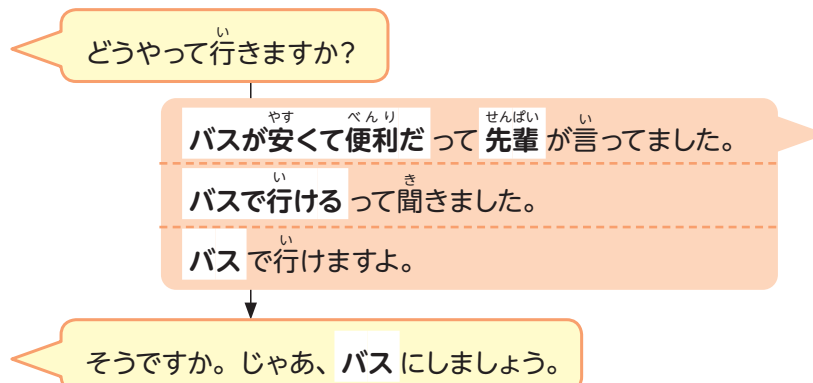 どうやって行きますか?
バスが安くて便利だ って 先輩 が言ってました。
バスで行ける って聞きました。
バス で行けますよ。
そうですか。じゃあ、 バス にしましょう。